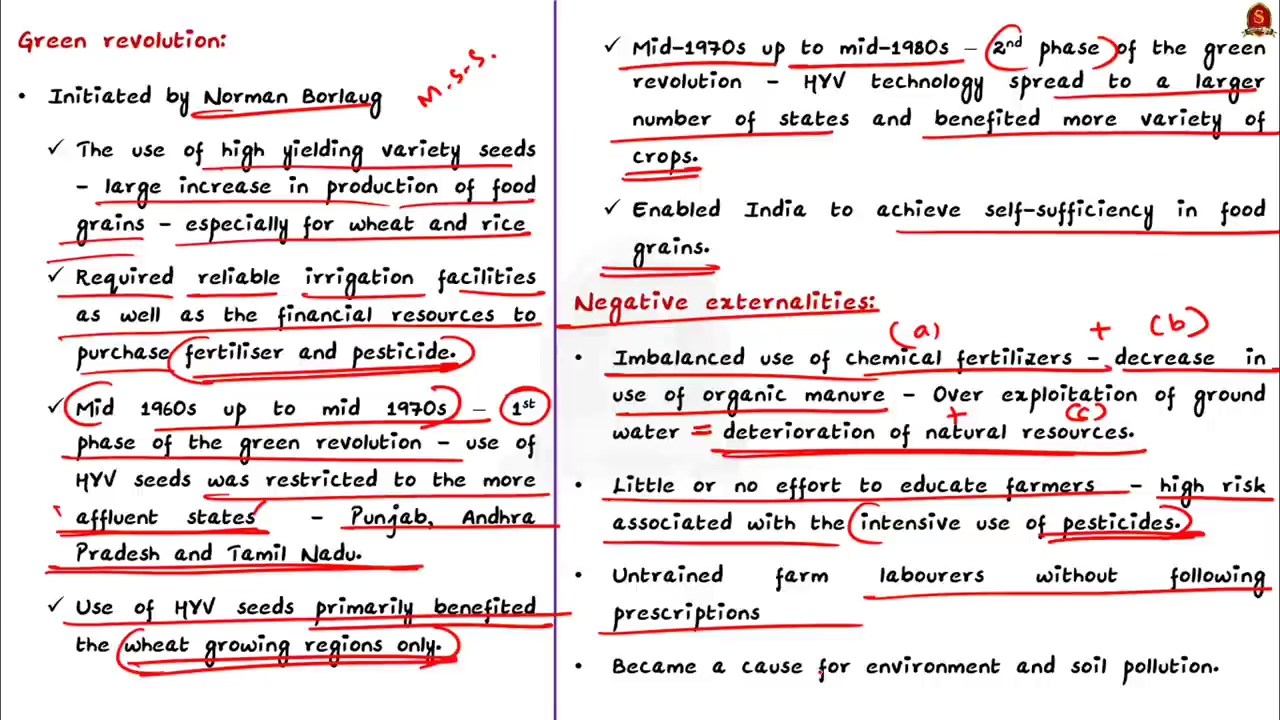 Green revolution:
• Initiated by Norman Borlaug
M.S.S.
✓ The use of high yielding variety seeds
- large increase in production of food
grains - especially for wheat and rice
✓ Required reliable irrigation facilities
as well as the financial resources to
purchase fertiliser and pesticide.
✓ Mid 1960s up to mid 1970s - 1st
phase of the green revolution - use of
HYV seeds was restricted to the more
affluent states - Punjab, Andhra
Pradesh and Tamil Nadu.
✓ Use of HYV seeds primarily benefited
the wheat growing regions only.
S
✓ Mid-1970s up to mid-1980s - 2nd phase of the green
revolution - HYV technology spread to a larger
number of states and benefited more variety of
crops.
✓ Enabled India to achieve self-sufficiency in food
grains.
Negative externalities:
(a) + (b)
• Imbalanced use of chemical fertilizers - decrease in
use of organic manure - Over exploitation of ground
+ (c)
water = deterioration of natural resources.
• Little or no effort to educate farmers - high risk
associated with the intensive use of pesticides.
• Untrained farm labourers without following
prescriptions
• Became a cause for environment and soil pollution.